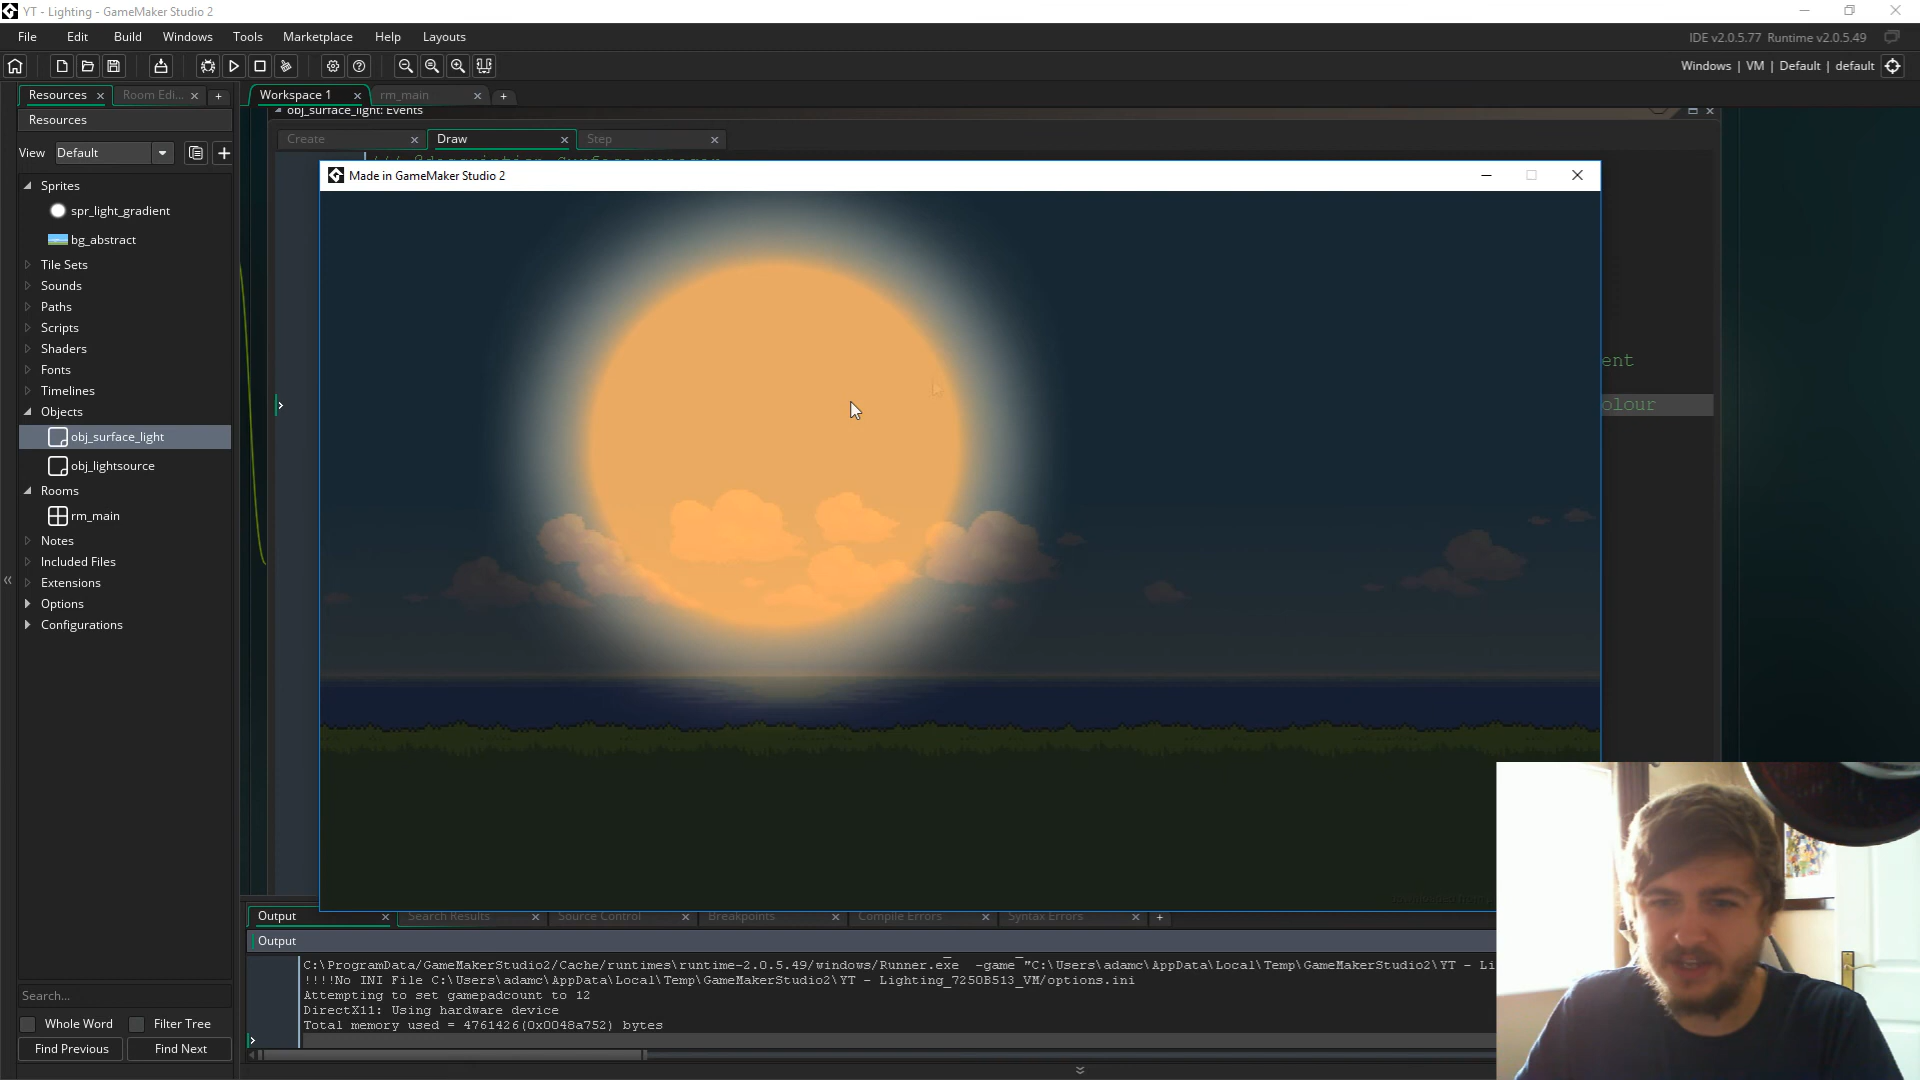 YT - Lighting - GameMaker Studio 2
File Edit Build Windows Tools Marketplace Help Layouts
IDE v2.0.5.77 Runtime v2.0.5.49
Windows | VM | Default | default
Resources Room Edi...
Workspace 1 rm_main
obj_surface_light: Events
Resources
Create Draw Step
View Default
/// @description Surface manager
Made in GameMaker Studio 2
Sprites
spr_light_gradient
bg_abstract
Tile Sets
Sounds
Paths
Scripts
Shaders
ent
Fonts
Timelines
olour
Objects
obj_surface_light
obj_lightsource
Rooms
rm_main
Notes
Included Files
Extensions
Options
Configurations
Output Search Results Source Control Breakpoints Compile Errors Syntax Errors
Output
C:\ProgramData/GameMakerStudio2/Cache/runtimes\runtime-2.0.5.49/windows/Runner.exe -game "C:\Users\adamc\AppData\Local\Temp\GameMakerStudio2\YT - Li
!!!!No INI File C:\Users\adamc\AppData\Local\Temp\GameMakerStudio2\YT - Lighting_7250B513_VM/options.ini
Attempting to set gamepadcount to 12
DirectX11: Using hardware device
Total memory used = 4761426(0x0048a752) bytes
Search...
Whole Word Filter Tree
Find Previous Find Next